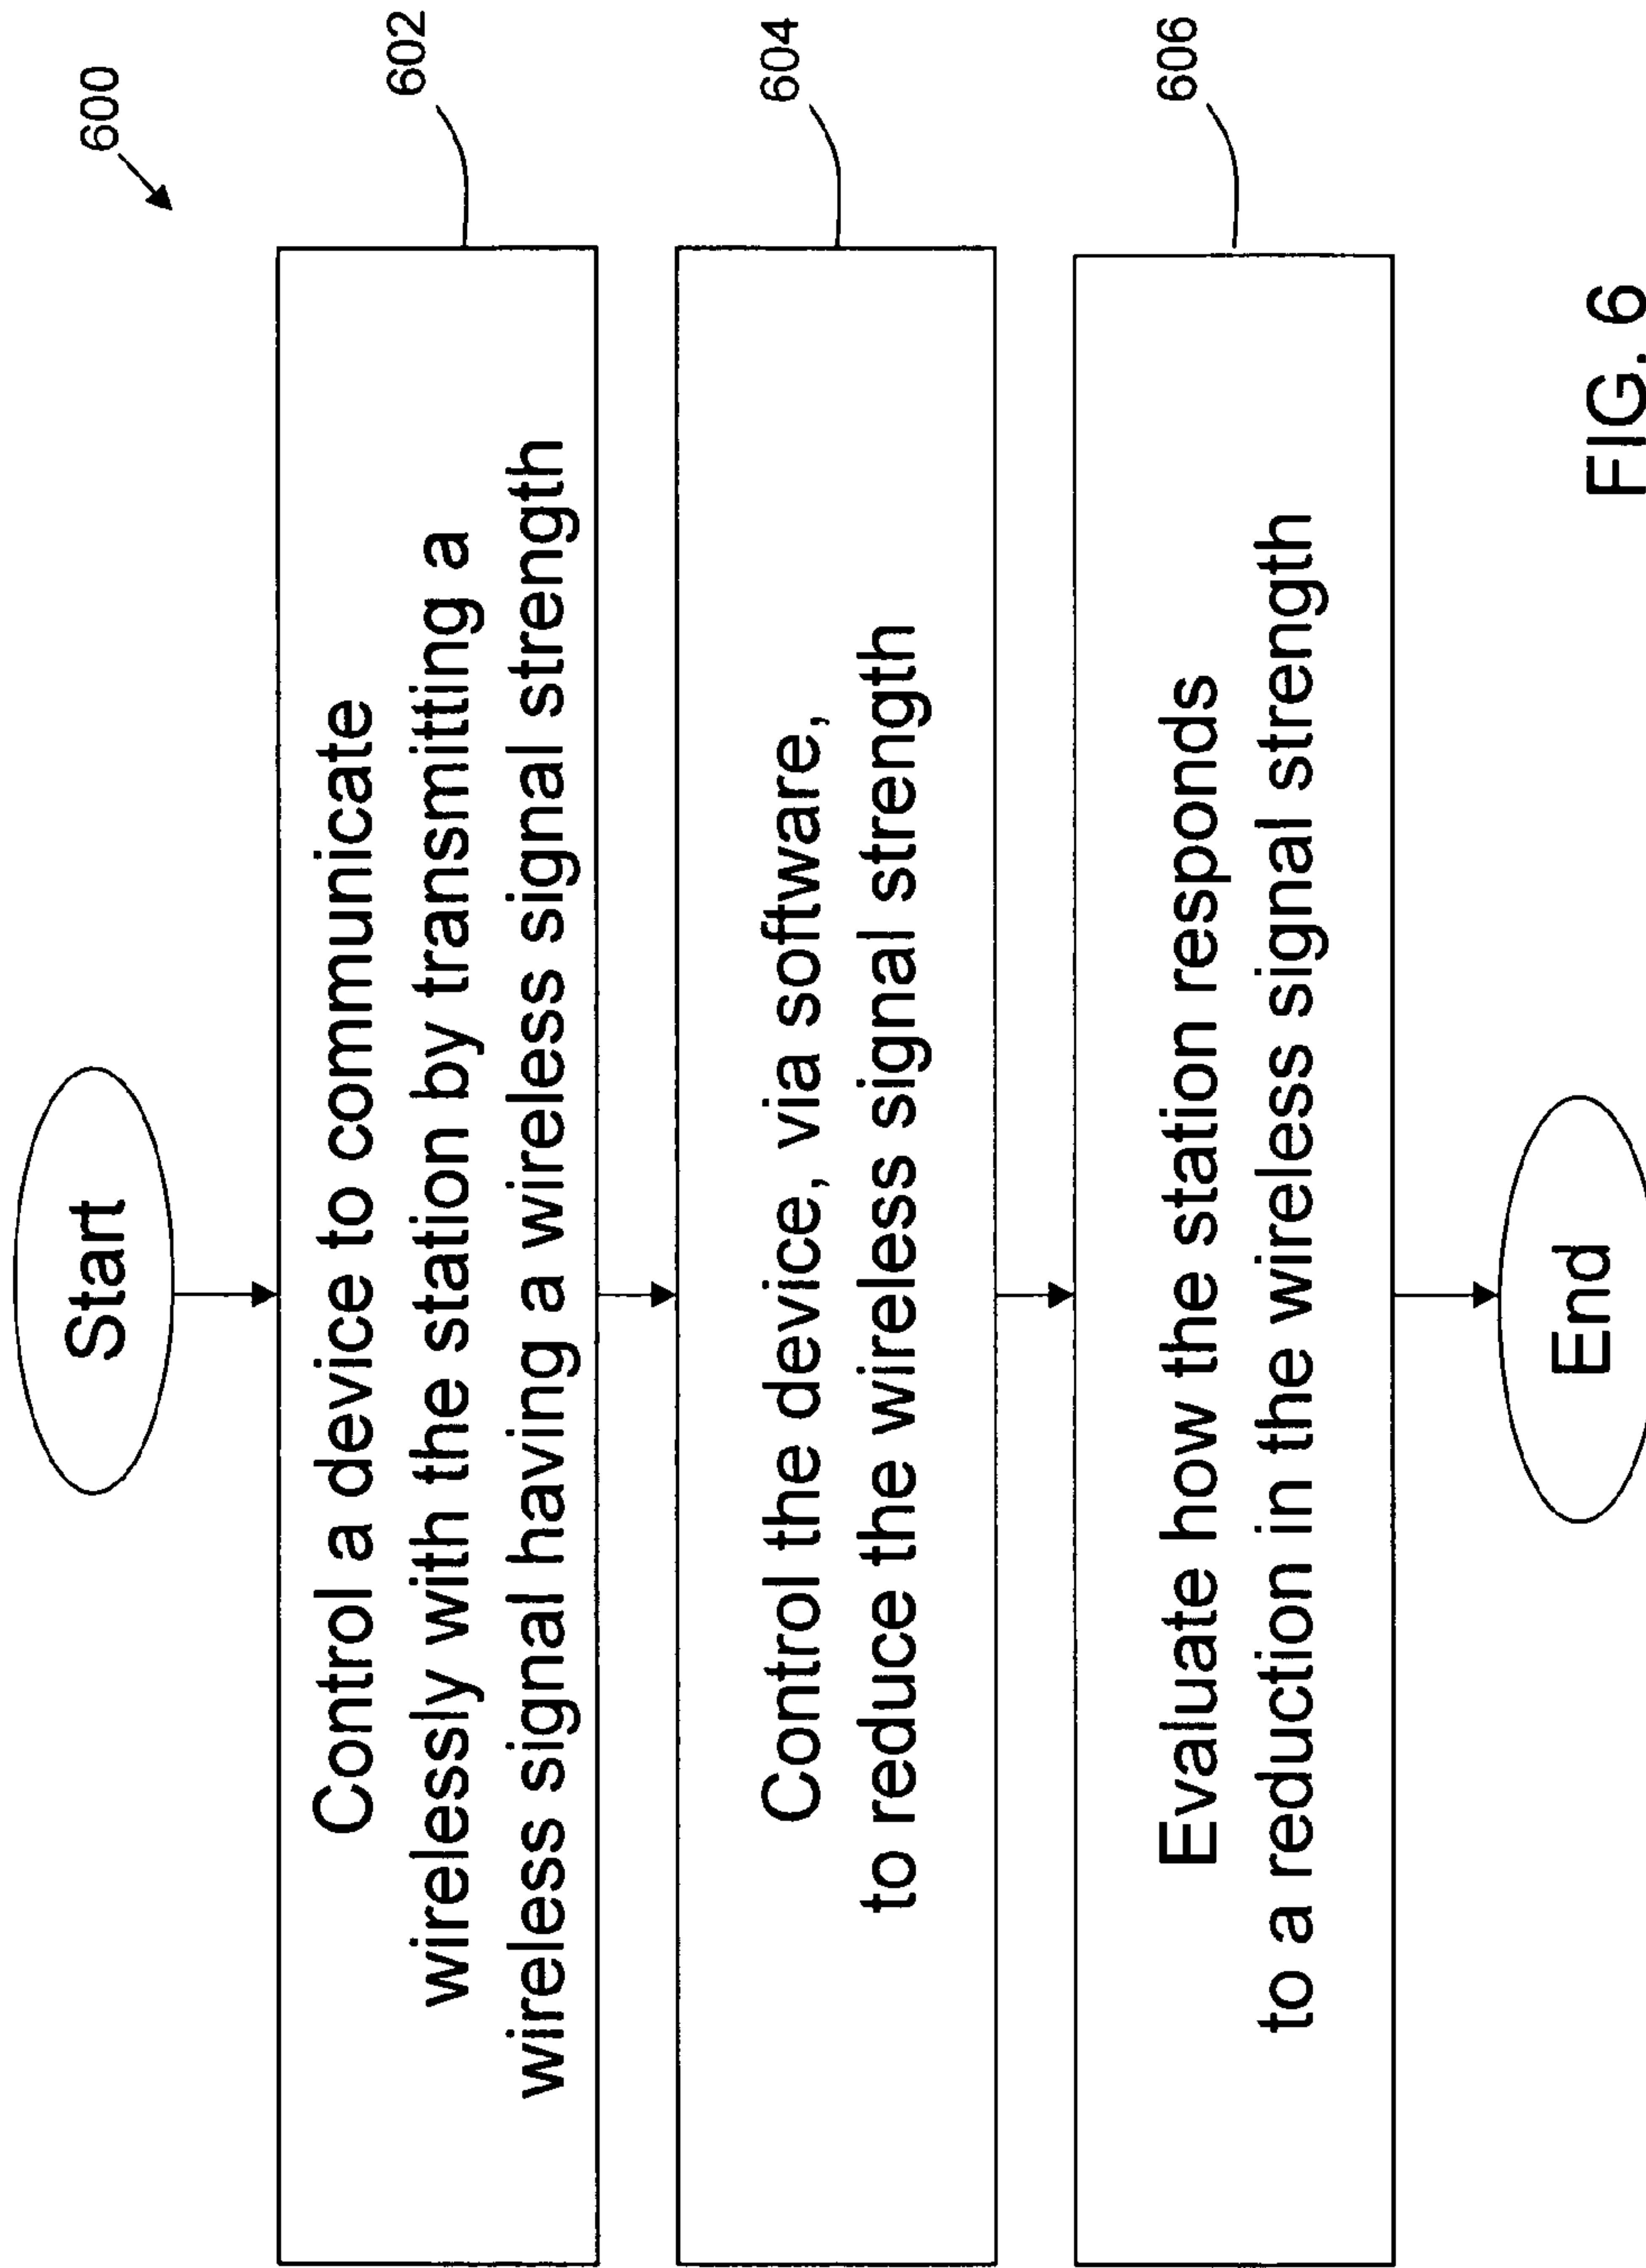 600
Start
Control a device to communicate
wirelessly with the station by transmitting a
wireless signal having a wireless signal strength
602
Control the device, via software,
to reduce the wireless signal strength
604
Evaluate how the station responds
to a reduction in the wireless signal strength
606
End
FIG. 6